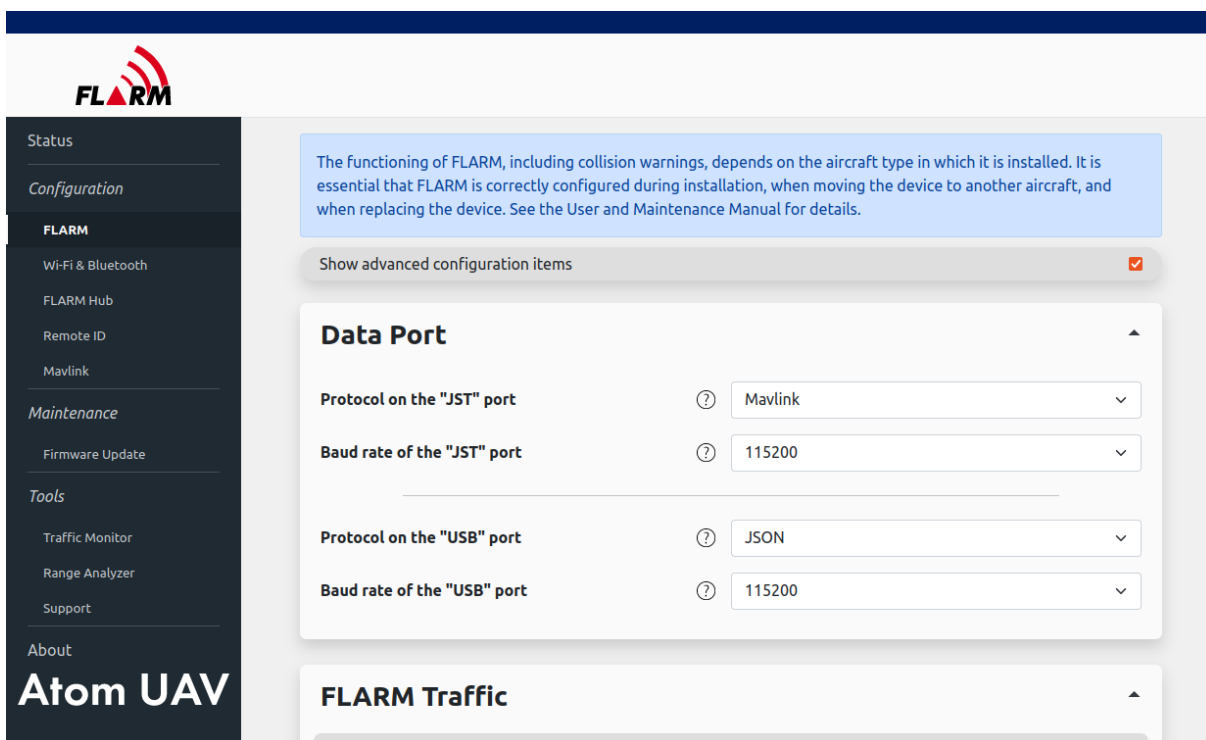 FLARM
Status
Configuration
FLARM
Wi-Fi & Bluetooth
FLARM Hub
Remote ID
Mavlink
Maintenance
Firmware Update
Tools
Traffic Monitor
Range Analyzer
Support
About
Atom UAV
The functioning of FLARM, including collision warnings, depends on the aircraft type in which it is installed. It is
essential that FLARM is correctly configured during installation, when moving the device to another aircraft, and
when replacing the device. See the User and Maintenance Manual for details.
Show advanced configuration items
Data Port
Protocol on the "JST" port ? Mavlink
Baud rate of the "JST" port ? 115200
Protocol on the "USB" port ? JSON
Baud rate of the "USB" port ? 115200
FLARM Traffic